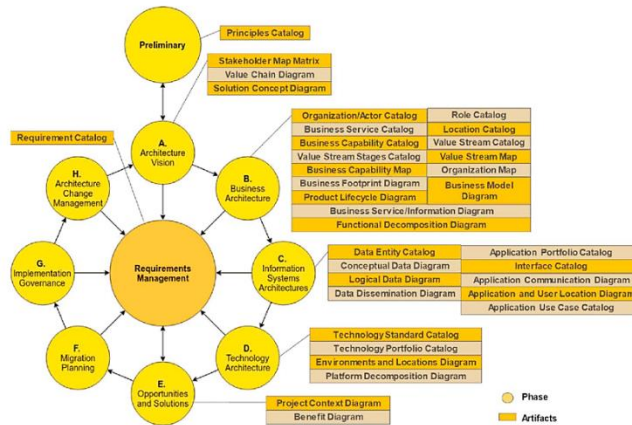 Preliminary
Principles Catalog
Stakeholder Map Matrix
Value Chain Diagram
Solution Concept Diagram
Requirement Catalog
A.
Architecture
Vision
Organization/Actor Catalog
Business Service Catalog
Business Capability Catalog
Value Stream Stages Catalog
Business Capability Map
Business Footprint Diagram
Product Lifecycle Diagram
Role Catalog
Location Catalog
Value Stream Catalog
Value Stream Map
Organization Map
Business Model
Diagram
Business Service/Information Diagram
Functional Decomposition Diagram
H.
Architecture
Change
Management
B.
Business
Architecture
G.
Implementation
Governance
Requirements
Management
C.
Information
Systems
Architectures
Data Entity Catalog
Conceptual Data Diagram
Logical Data Diagram
Data Dissemination Diagram
Application Portfolio Catalog
Interface Catalog
Application Communication Diagram
Application and User Location Diagram
Application Use Case Catalog
F.
Migration
Planning
D.
Technology
Architecture
Technology Standard Catalog
Technology Portfolio Catalog
Environments and Locations Diagram
Platform Decomposition Diagram
E.
Opportunities
and Solutions
Project Context Diagram
Benefit Diagram
Phase
Artifacts